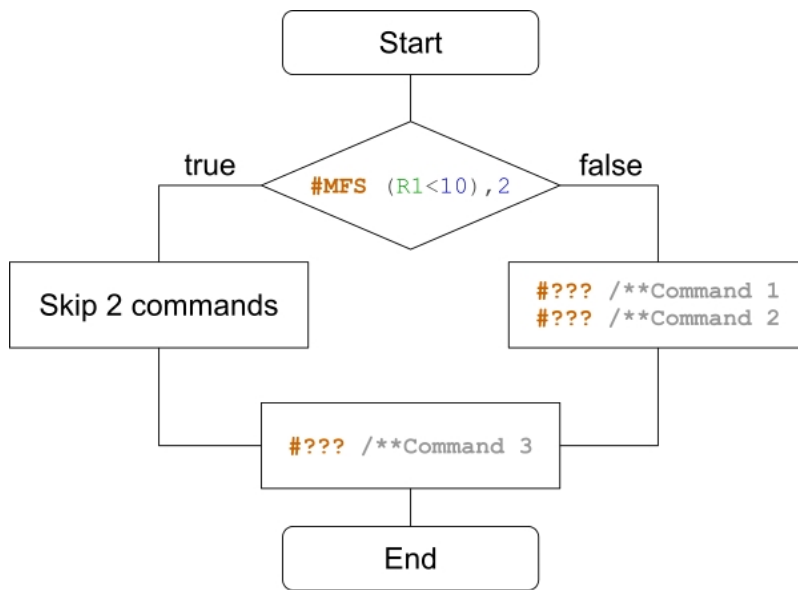 Start
true
false
#MFS (R1<10),2
Skip 2 commands
#??? /**Command 1
#??? /**Command 2
#??? /**Command 3
End